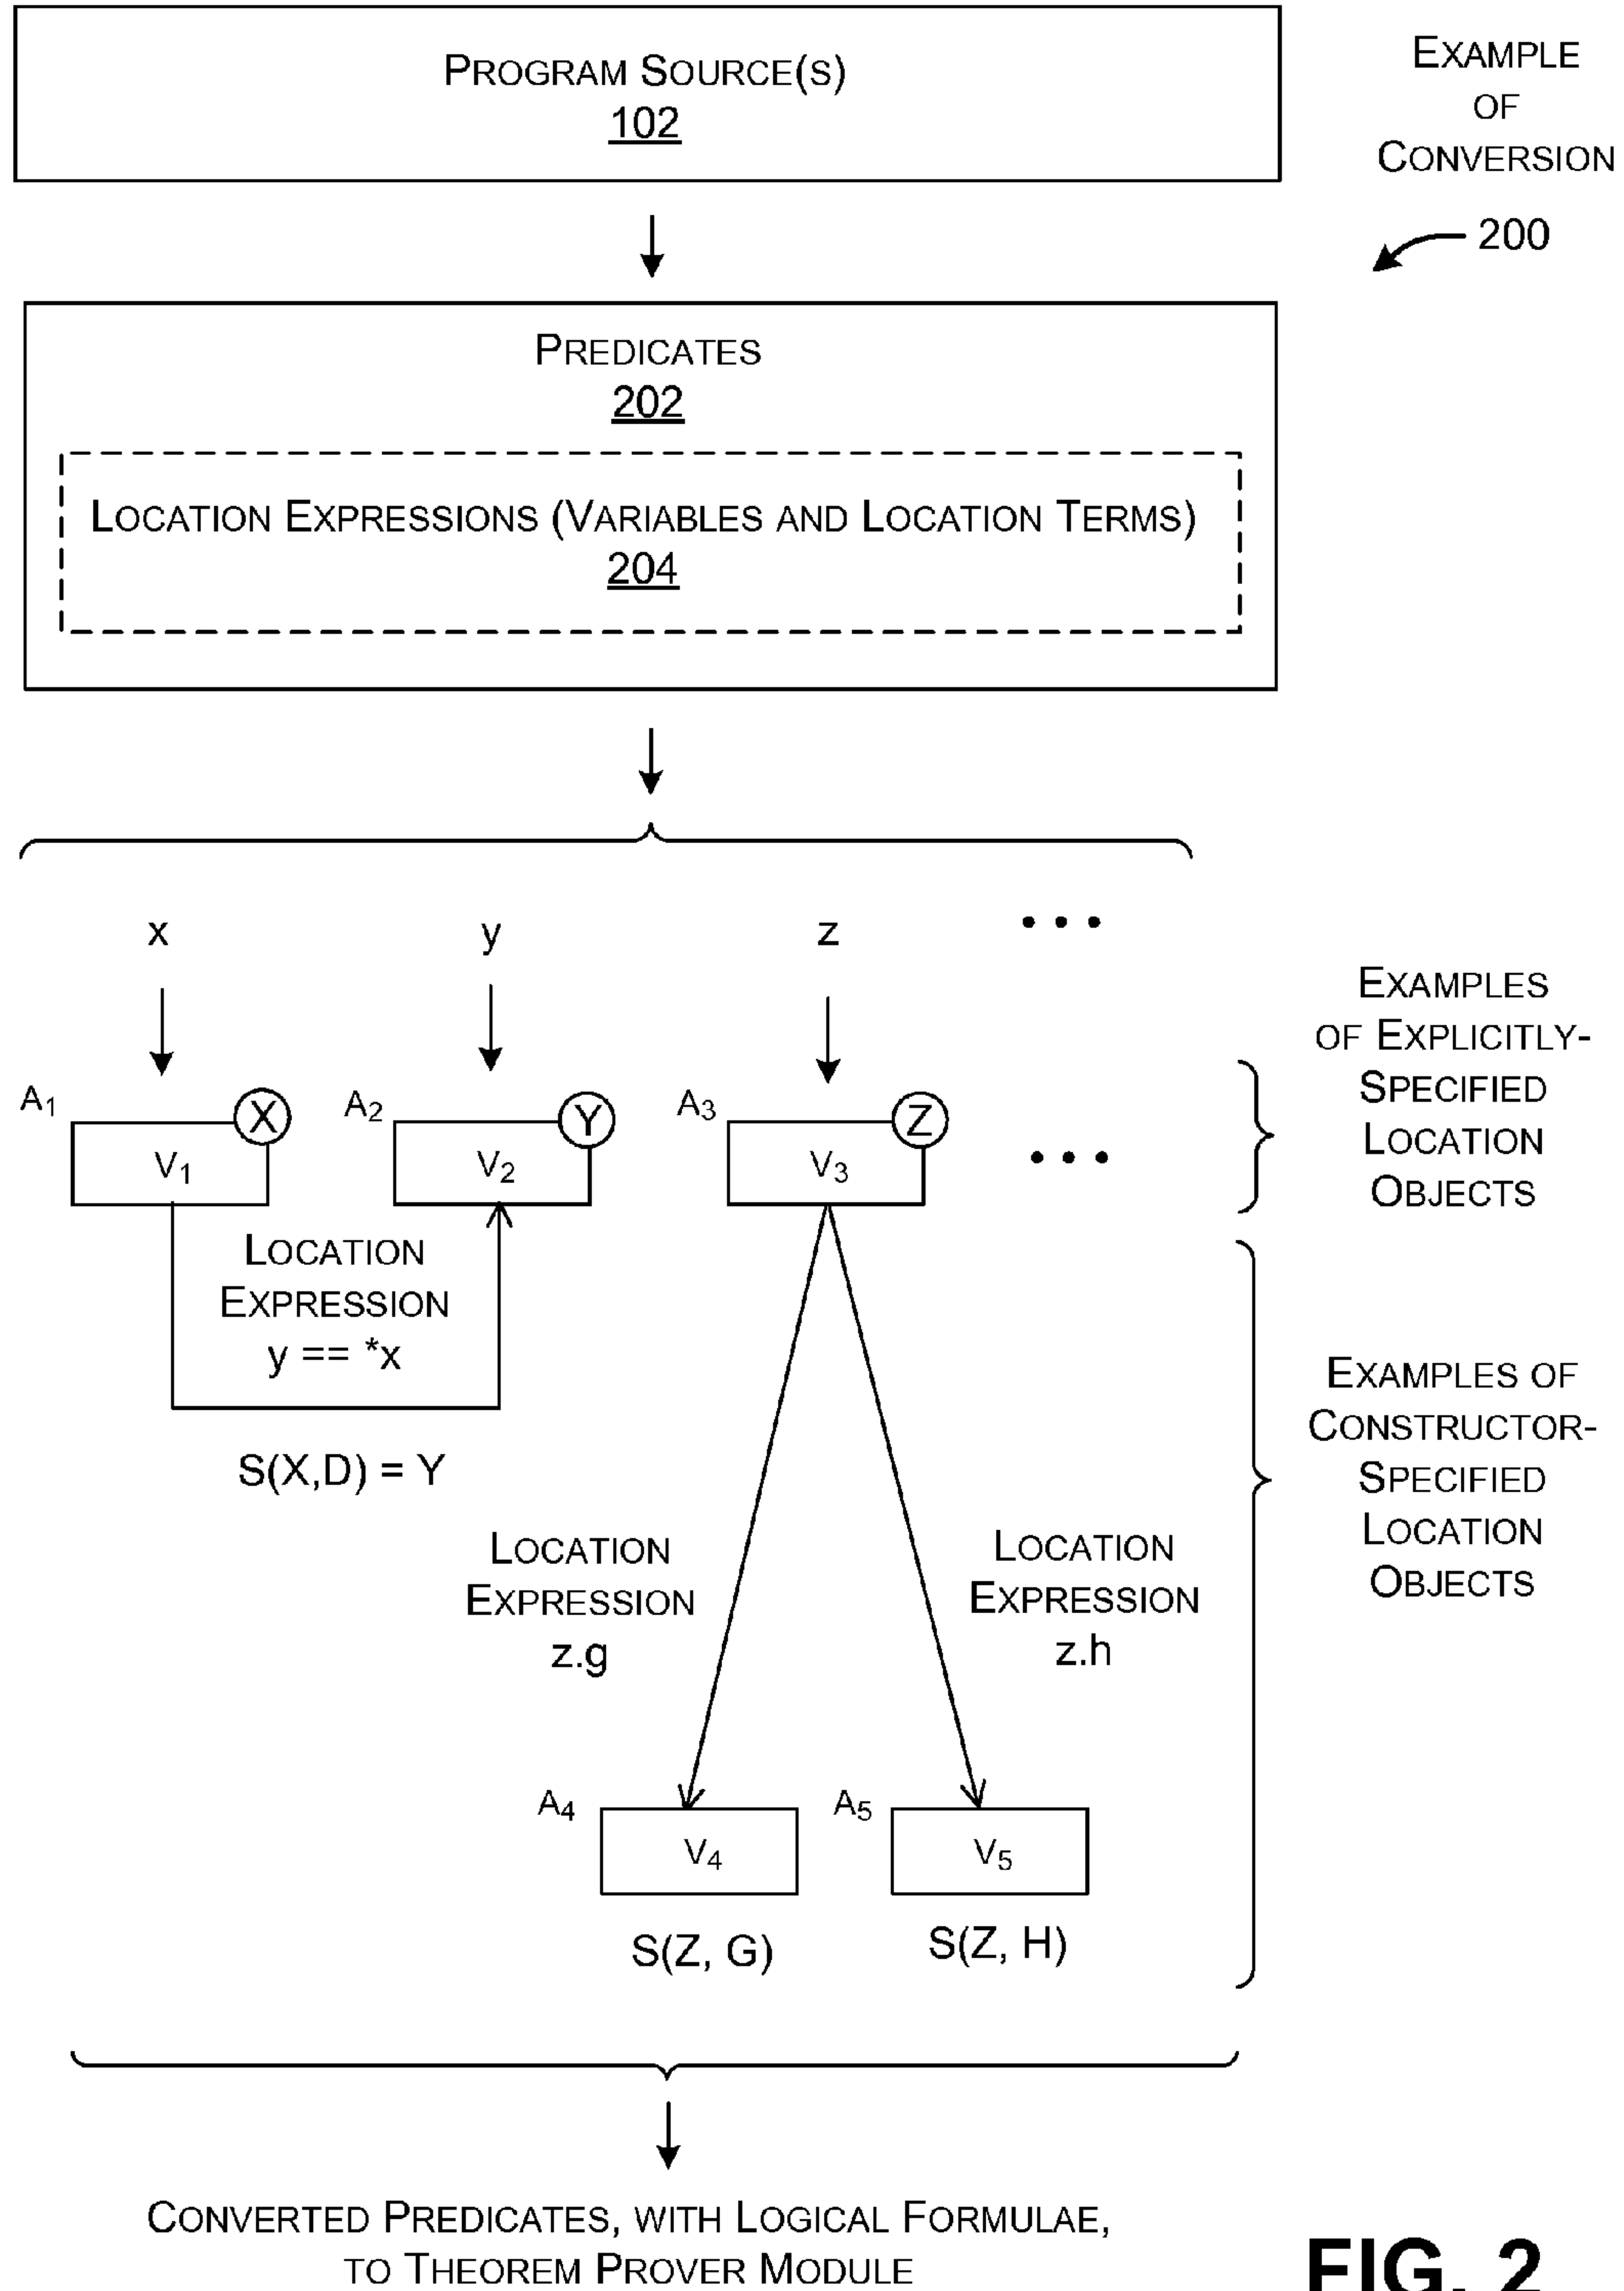 PROGRAM SOURCE(S)
102
EXAMPLE
OF
CONVERSION
200
PREDICATES
202
LOCATION EXPRESSIONS (VARIABLES AND LOCATION TERMS)
204
x
y
z
• • •
A1
X
V1
A2
Y
V2
A3
Z
V3
• • •
EXAMPLES
OF EXPLICITLY-
SPECIFIED
LOCATION
OBJECTS
LOCATION
EXPRESSION
y == *x
S(X,D) = Y
EXAMPLES OF
CONSTRUCTOR-
SPECIFIED
LOCATION
OBJECTS
LOCATION
EXPRESSION
z.g
LOCATION
EXPRESSION
z.h
A4
V4
A5
V5
S(Z, G)
S(Z, H)
CONVERTED PREDICATES, WITH LOGICAL FORMULAE,
TO THEOREM PROVER MODULE
FIG. 2